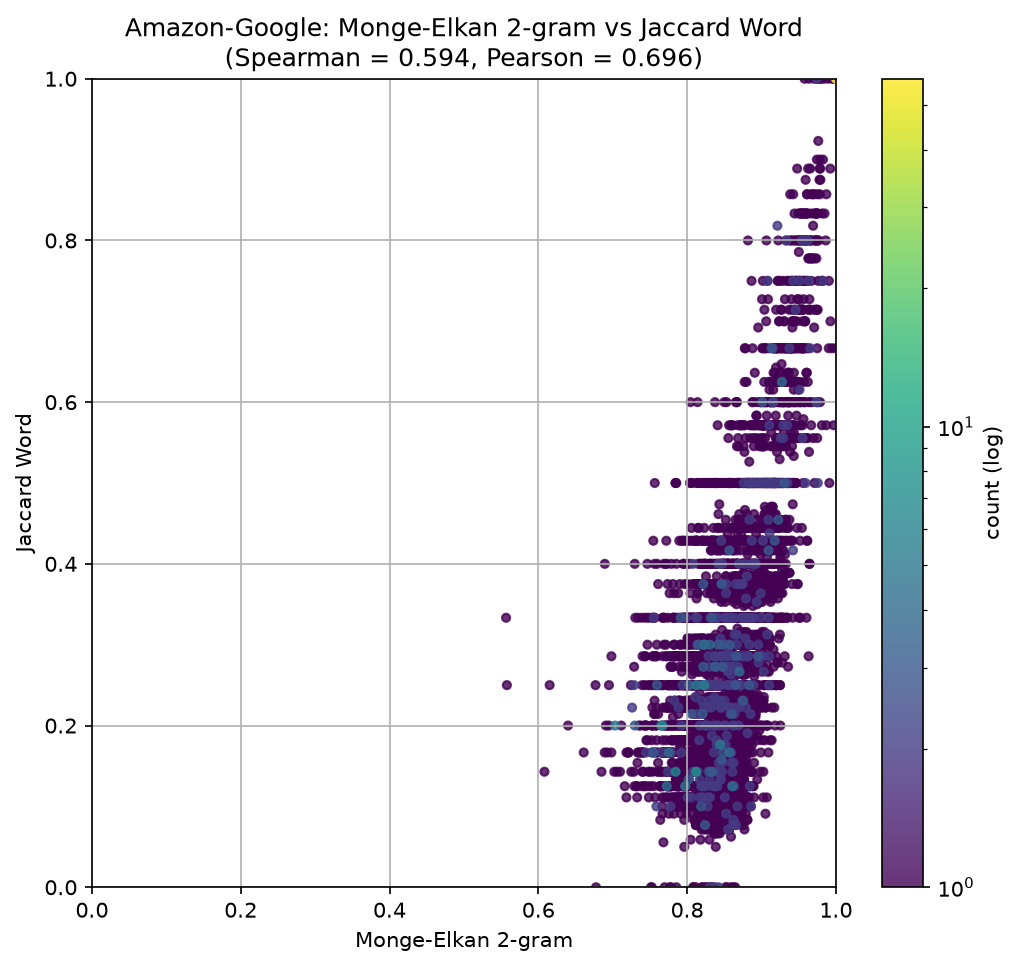 Amazon-Google: Monge-Elkan 2-gram vs Jaccard Word
(Spearman = 0.594, Pearson = 0.696)
1.0
0.8
0.6
0.4
0.2
0.0
Jaccard Word
0.0 0.2 0.4 0.6 0.8 1.0
Monge-Elkan 2-gram
10¹
10⁰
count (log)